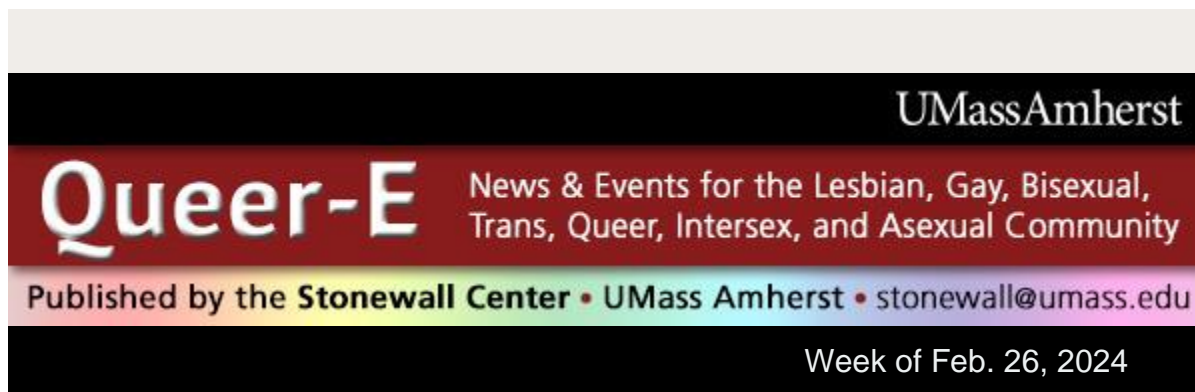 UMassAmherst
Queer-E
News & Events for the Lesbian, Gay, Bisexual,
Trans, Queer, Intersex, and Asexual Community
Published by the Stonewall Center • UMass Amherst • stonewall@umass.edu
Week of Feb. 26, 2024